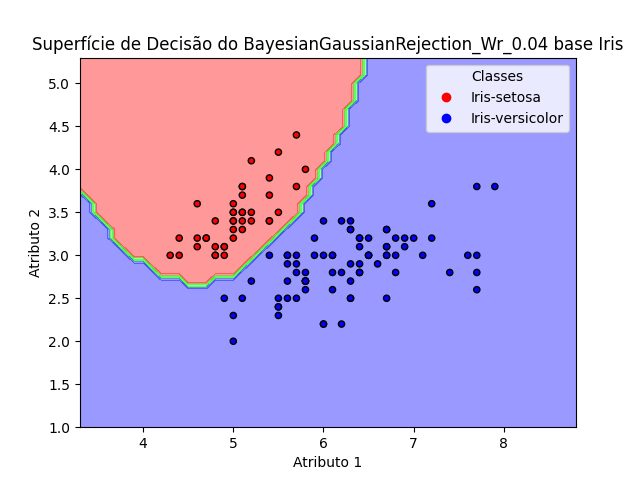 Superfície de Decisão do BayesianGaussianRejection_Wr_0.04 base Iris
Classes
Iris-setosa
Iris-versicolor
5.0
4.5
4.0
3.5
3.0
2.5
2.0
1.5
1.0
Atributo 2
4 5 6 7 8
Atributo 1